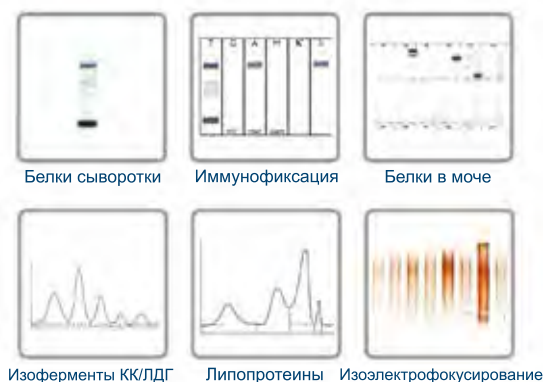 T G A M K L
Белки сыворотки
Иммунофиксация
Белки в моче
Изоферменты КК/ЛДГ
Липопротеины
Изоэлектрофокусирование